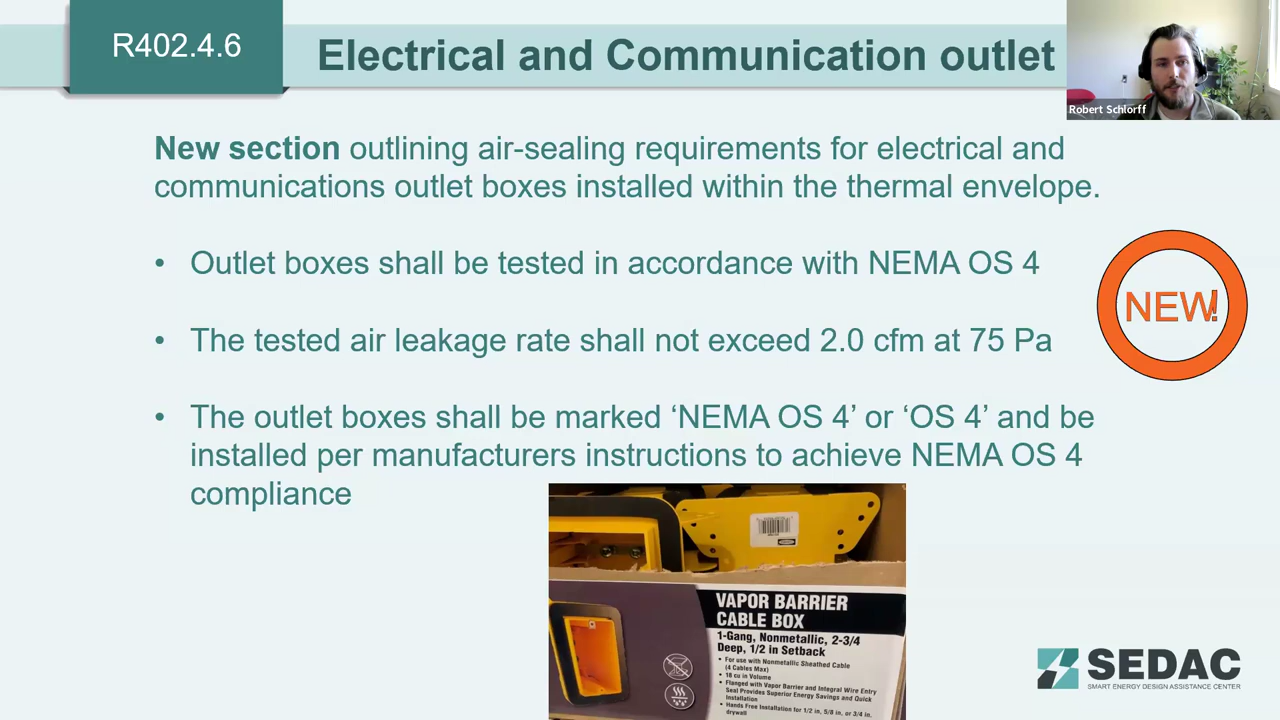 R402.4.6
Electrical and Communication outlet
Robert Schlorff
New section outlining air-sealing requirements for electrical and
communications outlet boxes installed within the thermal envelope.
• Outlet boxes shall be tested in accordance with NEMA OS 4
• The tested air leakage rate shall not exceed 2.0 cfm at 75 Pa
NEW!
• The outlet boxes shall be marked ‘NEMA OS 4’ or ‘OS 4’ and be
installed per manufacturers instructions to achieve NEMA OS 4
compliance
VAPOR BARRIER
CABLE BOX
1-Gang, Nonmetallic, 2-3/4
Deep, 1/2 in Setback
• For use with Nonmetallic Sheathed Cable
(4 Cables Max)
• 18 cu in Volume
• Flanged with Vapor Barrier and Integral Wire Entry
Seal Provides Superior Energy Savings and Quick
Installation
• Hands Free Installation for 1/2 in, 5/8 in, or 3/4 in.
drywall
SEDAC
SMART ENERGY DESIGN ASSISTANCE CENTER